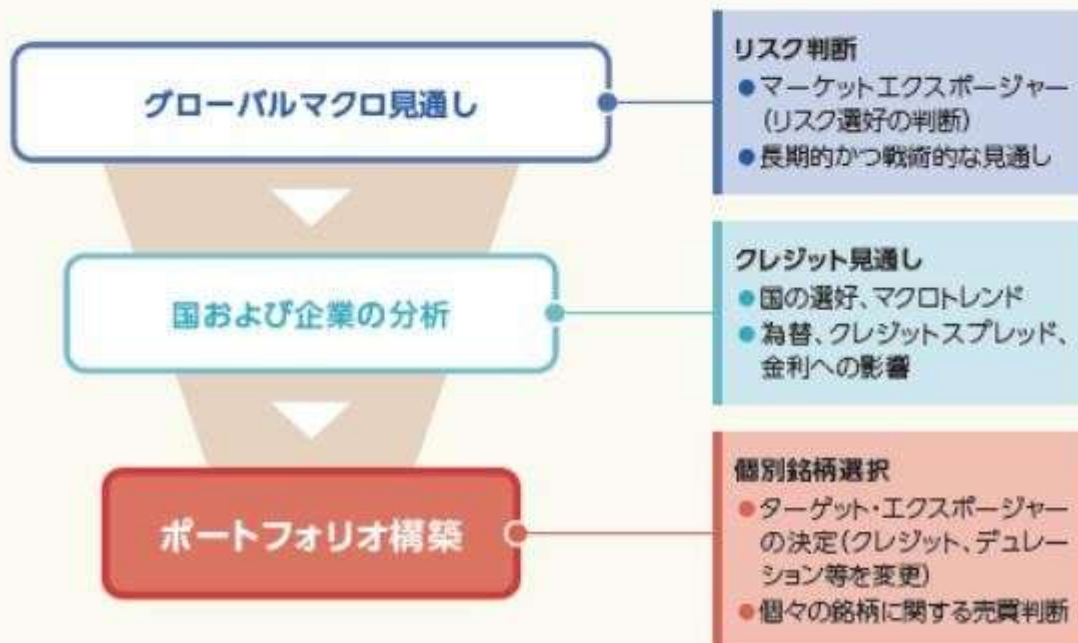 グローバルマクロ見通し
リスク判断
●マーケットエクスポージャー
(リスク選好の判断)
●長期的かつ戦術的な見通し
国および企業の分析
クレジット見通し
●国の選好、マクロトレンド
●為替、クレジットスプレッド、
金利への影響
ポートフォリオ構築
個別銘柄選択
●ターゲット・エクスポージャー
の決定(クレジット、デュレー
ション等を変更)
●個々の銘柄に関する売買判断